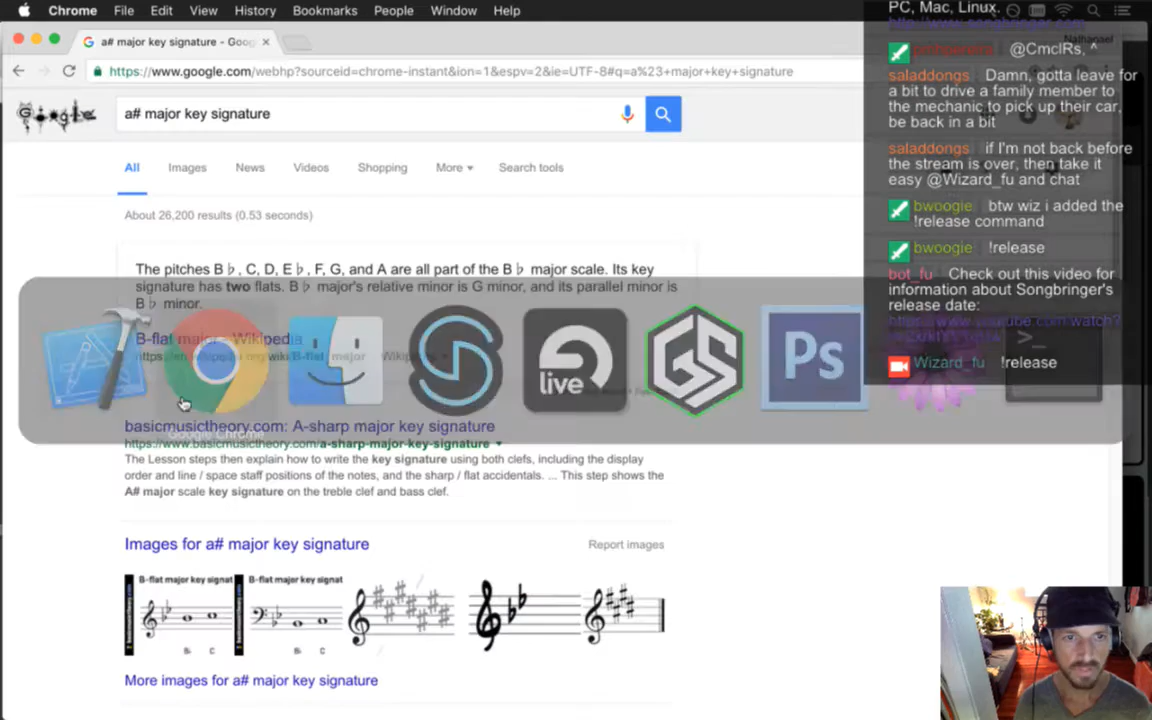 Chrome File Edit View History Bookmarks People Window Help
a# major key signature - Goog
https://www.google.com/webhp?sourceid=chrome-instant&ion=1&espv=2&ie=UTF-8#q=a%23+major+key+signature
Google
a# major key signature
All Images News Videos Shopping More Search tools
About 26,200 results (0.53 seconds)
The pitches B♭, C, D, E♭, F, G, and A are all part of the B♭ major scale. Its key
signature has two flats. B♭ major's relative minor is G minor, and its parallel minor is
B♭ minor.
B-flat major - Wikipedia
live
GS
Ps
Google Chrome
basicmusictheory.com: A-sharp major key signature
https://www.basicmusictheory.com/a-sharp-major-key-signature
The Lesson steps then explain how to write the key signature using both clefs, including the display
order and line / space staff positions of the notes, and the sharp / flat accidentals. ... This step shows the
A# major scale key signature on the treble clef and bass clef.
Images for a# major key signature
Report images
B-flat major key signat B-flat major key signat
B♭ C B♭ C
More images for a# major key signature
PC, Mac, Linux.
Nathanael
@CmclRs, ^
saladdongs Damn, gotta leave for
a bit to drive a family member to
the mechanic to pick up their car,
be back in a bit
saladdongs if I'm not back before
the stream is over, then take it
easy @Wizard_fu and chat
bwoogie btw wiz i added the
!release command
bwoogie !release
bot_fu Check out this video for
information about Songbringer's
release date:
Wizard_fu !release